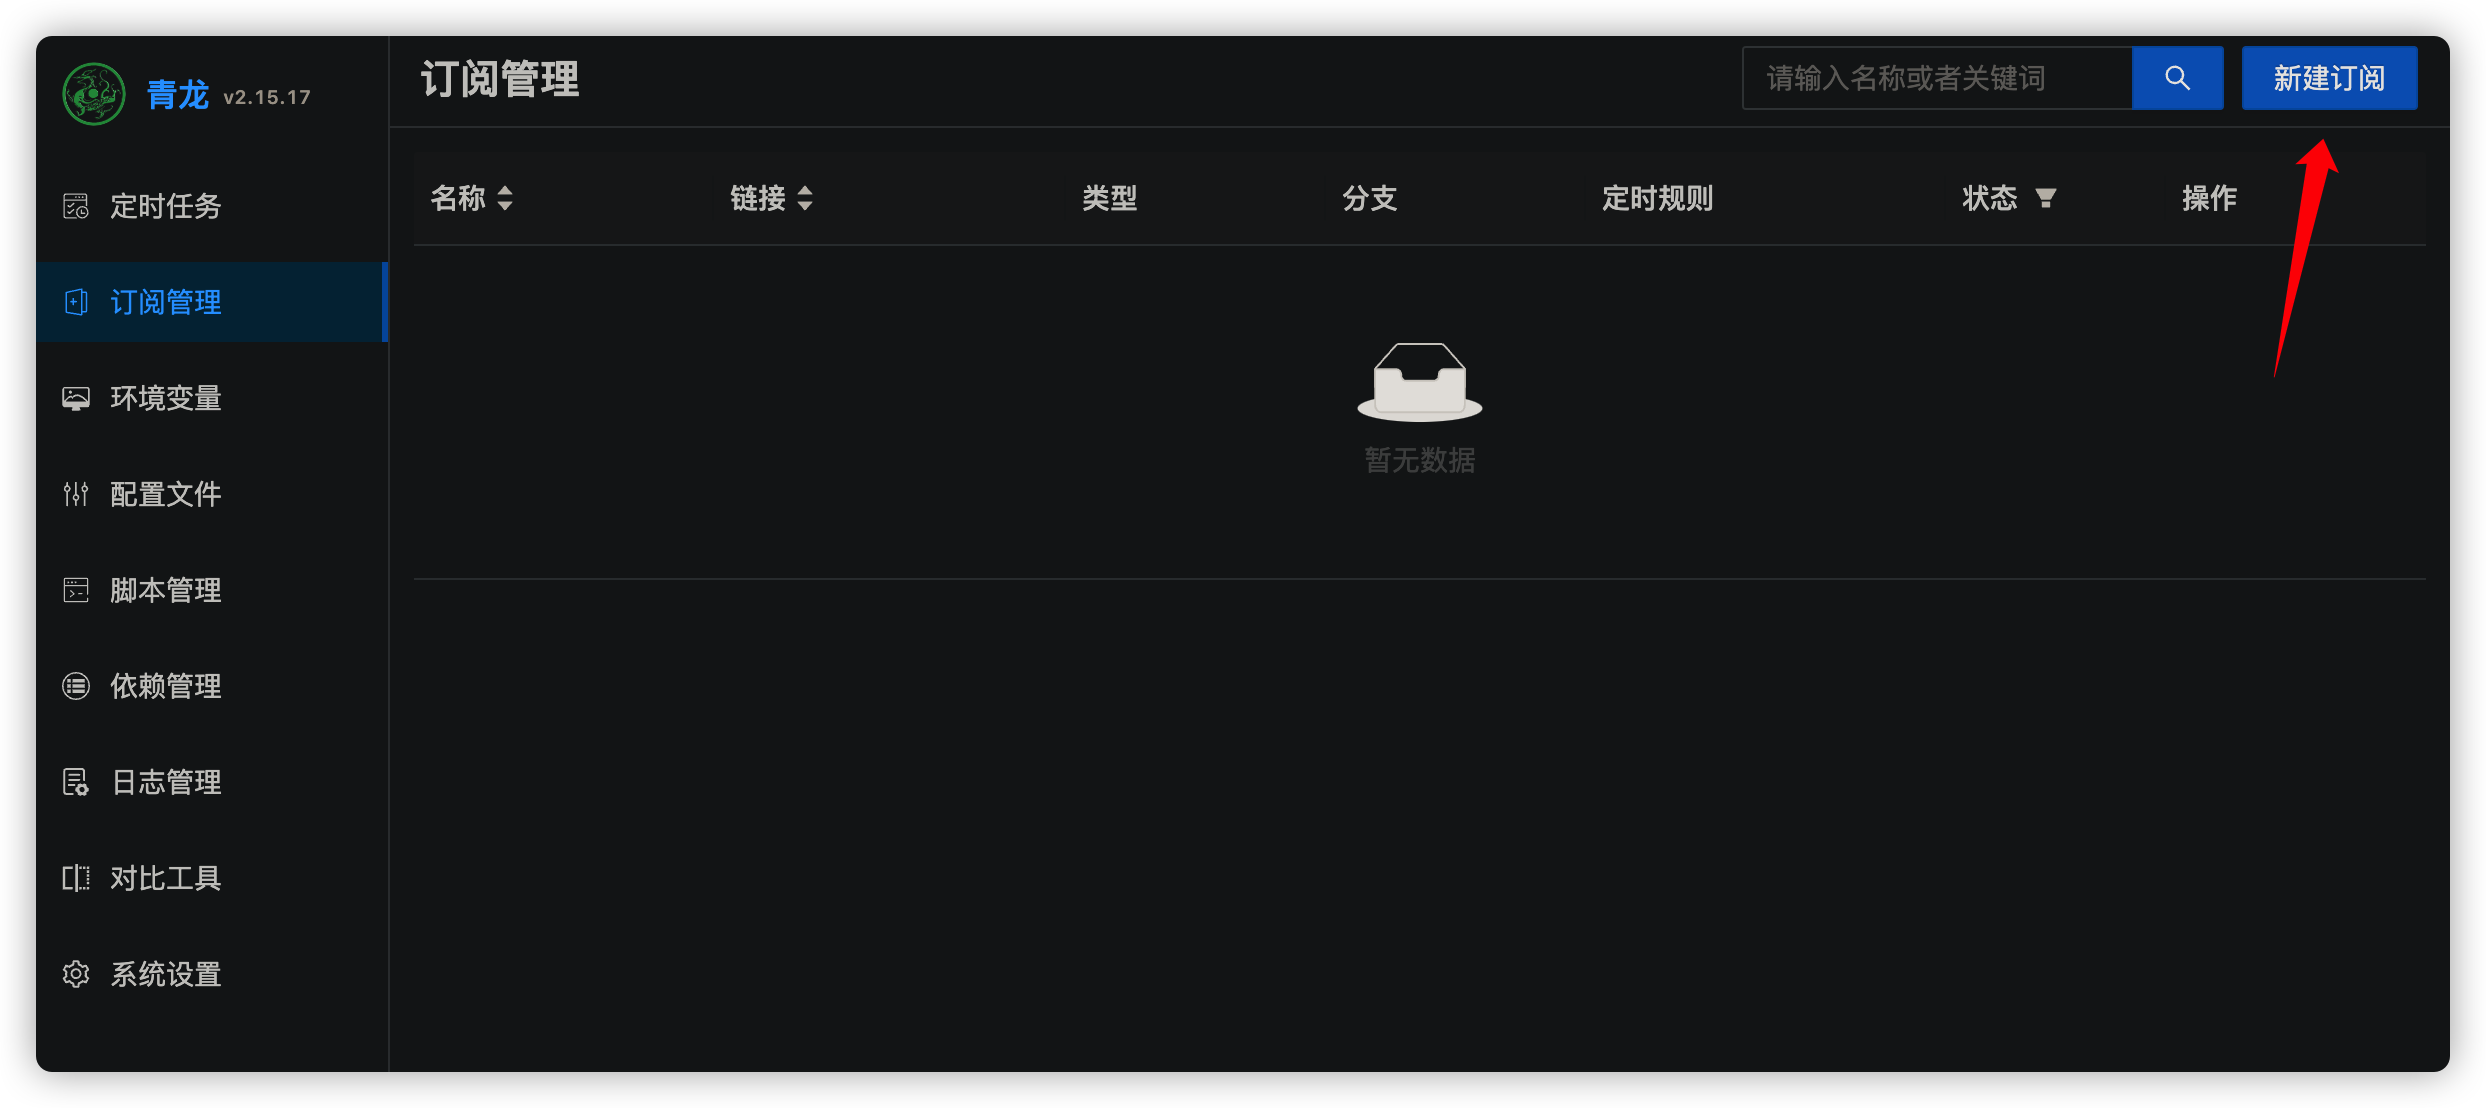 青龙 v2.15.17
定时任务
订阅管理
环境变量
配置文件
脚本管理
依赖管理
日志管理
对比工具
系统设置
订阅管理
请输入名称或者关键词
新建订阅
名称 链接 类型 分支 定时规则 状态 操作
暂无数据